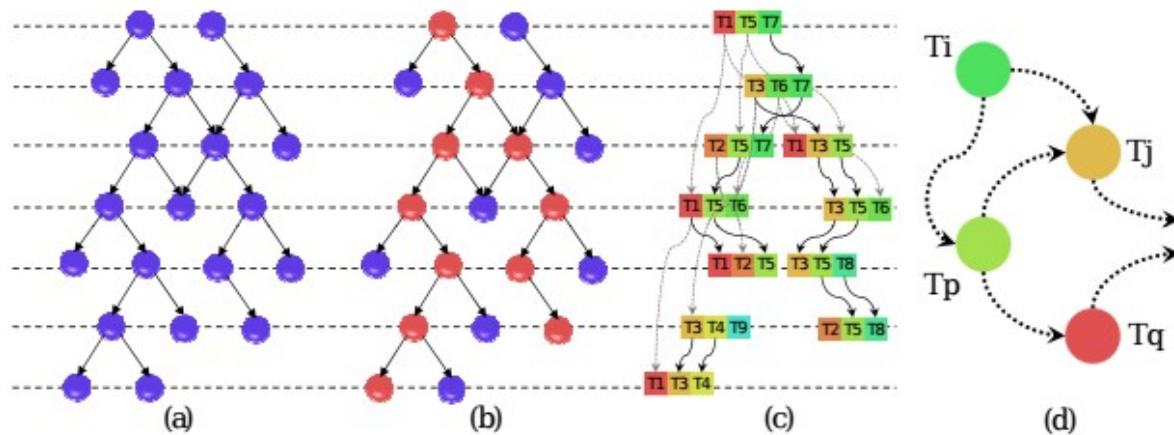 T1 T5 T7
T3 T6 T7
T2 T5 T7 T1 T3 T5
T1 T5 T6 T3 T5 T6
T1 T2 T5 T3 T5 T8
T3 T4 T9 T2 T5 T8
T1 T3 T4
Ti
Tj
Tp
Tq
(a) (b) (c) (d)